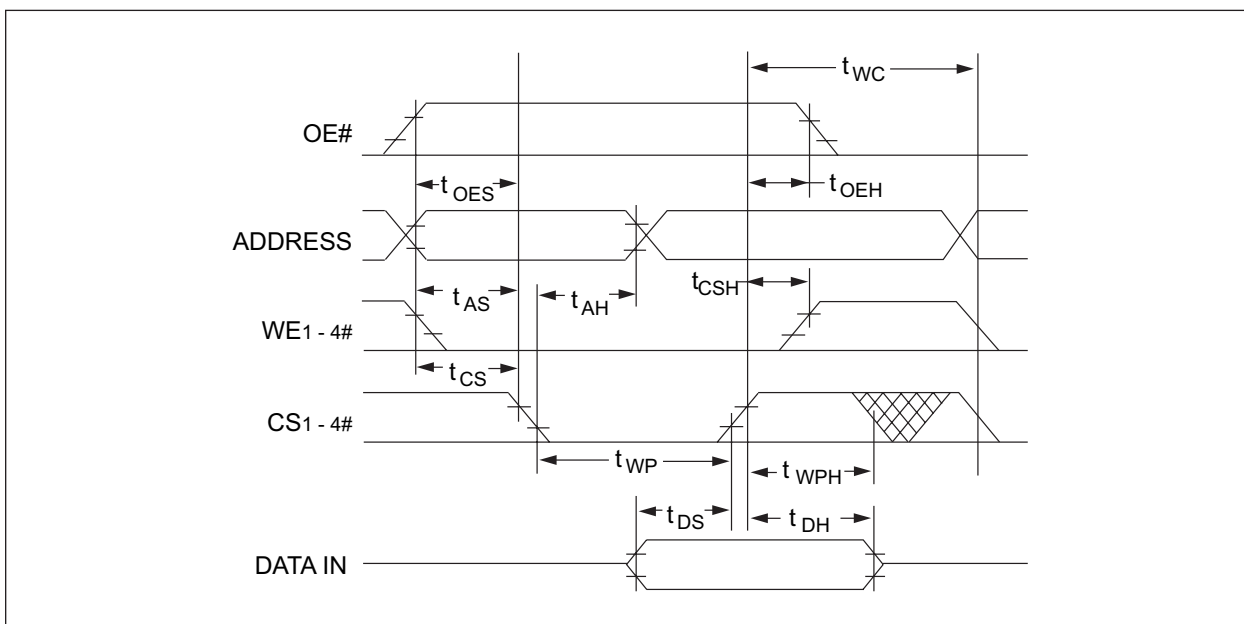 tWC
OE#
tOES
tOEH
ADDRESS
tCSH
tAS
tAH
WE1 - 4#
tCS
CS1 - 4#
tWP
tWPH
tDS
tDH
DATA IN